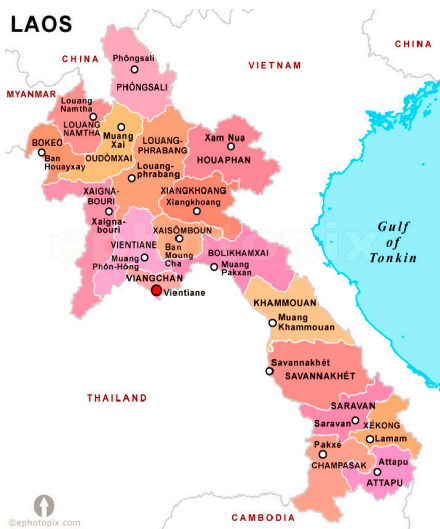 LAOS
CHINA
CHINA
VIETNAM
MYANMAR
Phôngsali
PHÔNGSALI
Louang
Namtha
LOUANG
NAMTHA
Muang
Xai
OUDÔMXAI
BOKEO
Ban
Houayxay
LOUANG-
PHRABANG
Louang-
phrabang
Xam Nua
HOUAPHAN
XIANGKHOANG
Xiangkhoang
XAIGNA-
BOURI
Xaigna-
bouri
XAISÔMBOUN
Ban
Moung
Cha
VIENTIANE
Muang
Phôn-Hông
BOLIKHAMXAI
Muang
Pakxan
VIANGCHAN
Vientiane
Gulf
of
Tonkin
KHAMMOUAN
Muang
Khammouan
Savannakhét
SAVANNAKHÉT
THAILAND
SARAVAN
Saravan
XÉKONG
Lamam
Pakxé
CHAMPASAK
Attapu
ATTAPU
CAMBODIA
©ephotopix.com
ephotopix